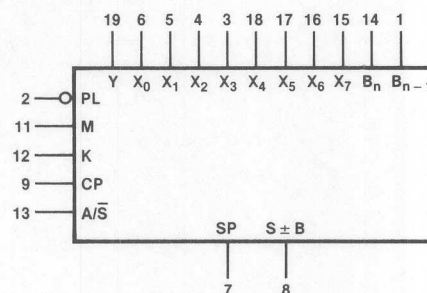 19 6 5 4 3 18 17 16 15 14 1
Y X₀ X₁ X₂ X₃ X₄ X₅ X₆ X₇ Bₙ Bₙ₋
2 PL
11 M
12 K
9 CP
13 A/S̅
SP S ± B
7 8